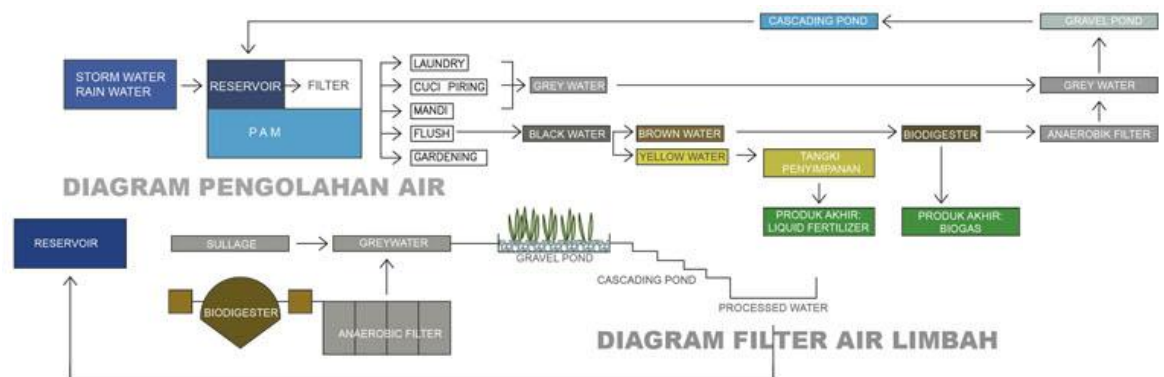 CASCADING POND
GRAVEL POND
STORM WATER
RAIN WATER
RESERVOIR
FILTER
PAM
LAUNDRY
CUCI PIRING
MANDI
FLUSH
GARDENING
GREY WATER
GREY WATER
BLACK WATER
BROWN WATER
YELLOW WATER
BIODIGESTER
ANAEROBIK FILTER
TANGKI
PENYIMPANAN
PRODUK AKHIR:
LIQUID FERTILIZER
PRODUK AKHIR:
BIOGAS
DIAGRAM PENGOLAHAN AIR
RESERVOIR
SULLAGE
GREYWATER
GRAVEL POND
CASCADING POND
PROCESSED WATER
BIODIGESTER
ANAEROBIC FILTER
DIAGRAM FILTER AIR LIMBAH